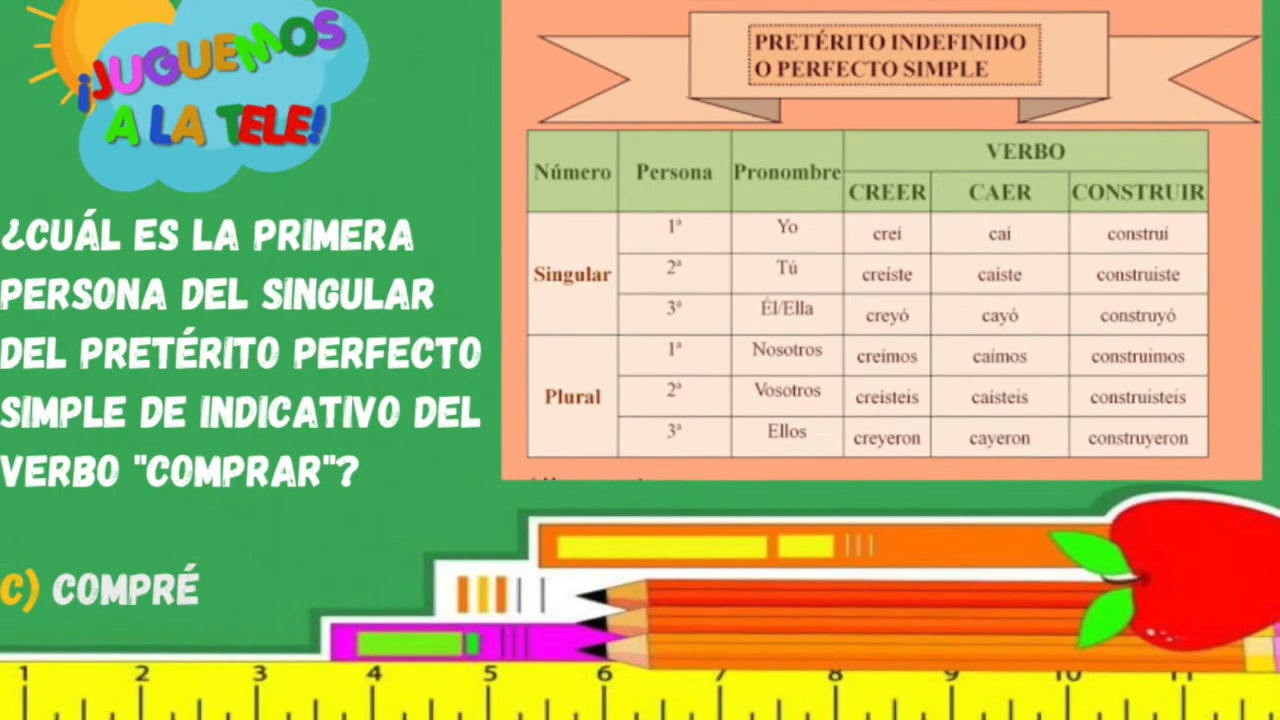 ¡JUGUEMOS
A LA TELE!
¿CUÁL ES LA PRIMERA
PERSONA DEL SINGULAR
DEL PRETÉRITO PERFECTO
SIMPLE DE INDICATIVO DEL
VERBO "COMPRAR"?
C) COMPRÉ
PRETÉRITO INDEFINIDO
O PERFECTO SIMPLE
Número Persona Pronombre VERBO
CREER CAER CONSTRUIR
Singular
1ª Yo creí caí construí
2ª Tú creíste caíste construiste
3ª Él/Ella creyó cayó construyó
Plural
1ª Nosotros creímos caímos construimos
2ª Vosotros creísteis caísteis construisteis
3ª Ellos creyeron cayeron construyeron
1 2 3 4 5 6 7 8 9 10 11